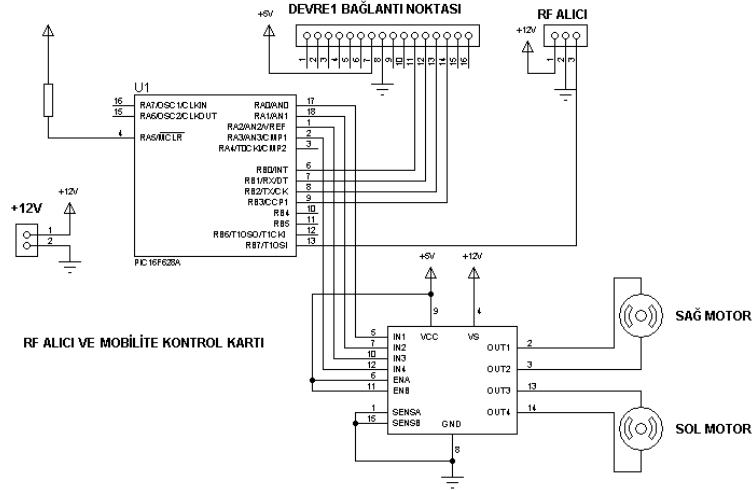 DEVRE1 BAĞLANTI NOKTASI
RF ALICI
+5V
+12V
1 2 3 4 5 6 7 8 9 10 11 12 13 14 15 16
1 2 3
U1
16 RA7/OSC1/CLKIN
15 RA6/OSC2/CLKOUT
4 RA5/MCLR
RA0/AN0 17
RA1/AN1 18
RA2/AN2/VREF 1
RA3/AN3/CMP1 2
RA4/T0CKI/CMP2 3
RB0/INT 6
RB1/RX/DT 7
RB2/TX/CK 8
RB3/CCP1 9
RB4 10
RB5 11
RB6/T1OSO/T1CKI 12
RB7/T1OSI 13
PIC16F628A
+12V
+12V
1
2
+5V
+12V
9
4
5 IN1
7 IN2
10 IN3
12 IN4
6 ENA
11 ENB
1 SENSA
15 SENSB
VCC
VS
GND
8
OUT1 2
OUT2 3
OUT3 13
OUT4 14
SAĞ MOTOR
SOL MOTOR
RF ALICI VE MOBİLİTE KONTROL KARTI